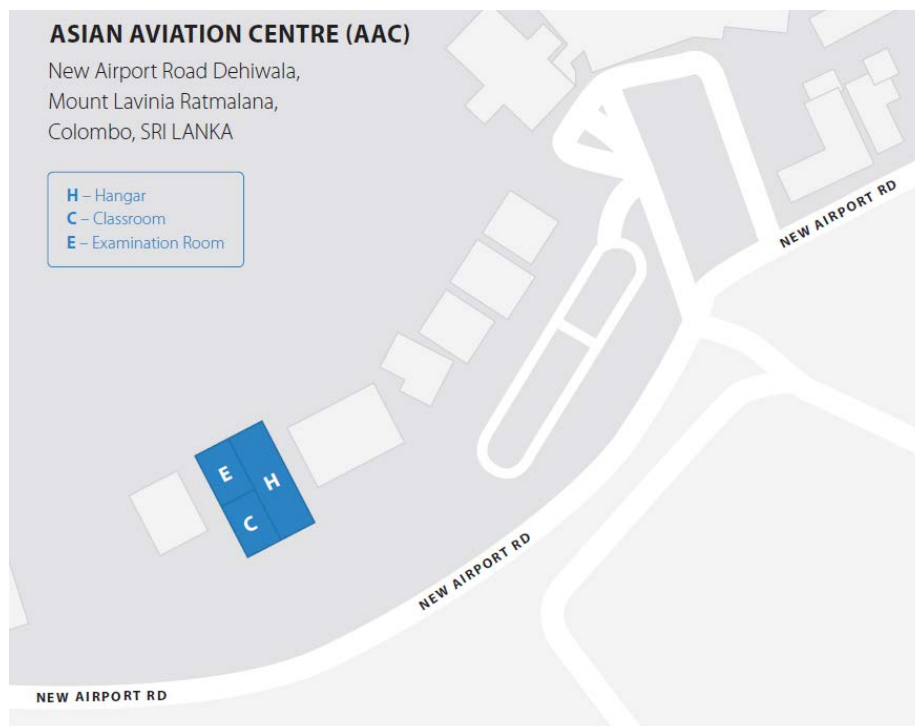 ASIAN AVIATION CENTRE (AAC)
New Airport Road Dehiwala,
Mount Lavinia Ratmalana,
Colombo, SRI LANKA
H – Hangar
C – Classroom
E – Examination Room
NEW AIRPORT RD
E
H
C
NEW AIRPORT RD
NEW AIRPORT RD